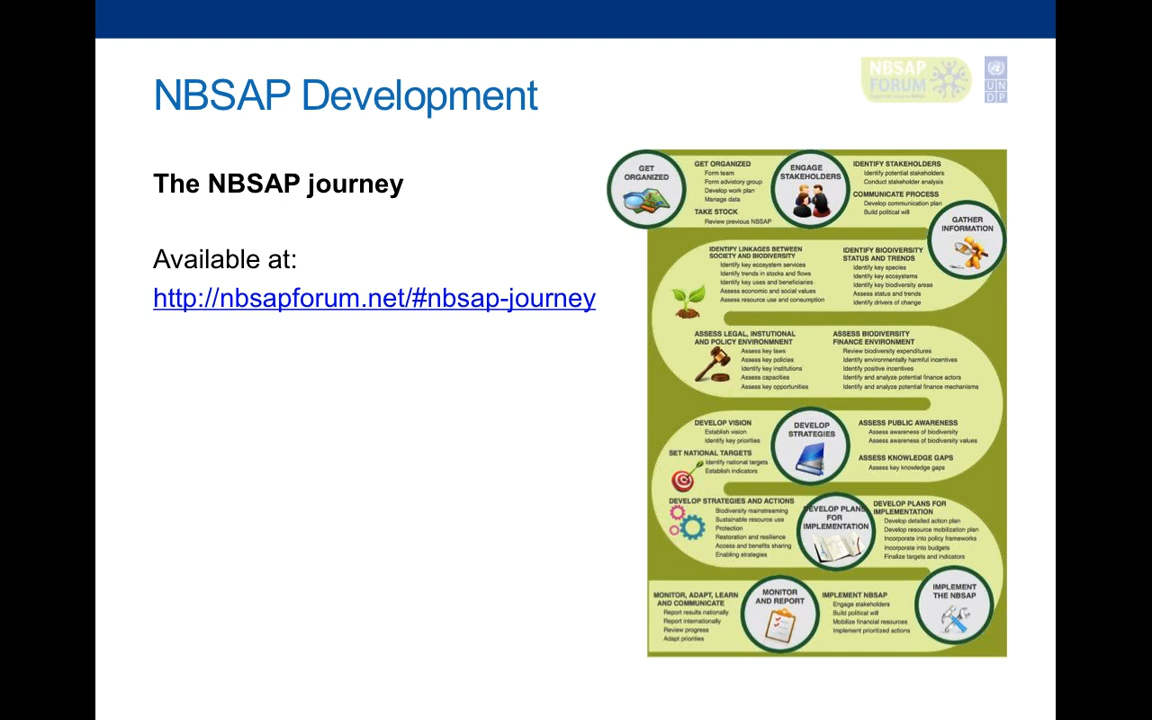 NBSAP Development
NBSAP
FORUM
UN
DP
The NBSAP journey
Available at:
http://nbsapforum.net/#nbsap-journey
GET
ORGANIZED
GET ORGANIZED
Form team
Form advisory group
Develop work plan
Manage data
TAKE STOCK
Review previous NBSAP
ENGAGE
STAKEHOLDERS
IDENTIFY STAKEHOLDERS
Identify potential stakeholders
Conduct stakeholder analysis
COMMUNICATE PROCESS
Develop communication plan
Build political will
GATHER
INFORMATION
IDENTIFY LINKAGES BETWEEN
SOCIETY AND BIODIVERSITY
Identify key ecosystem services
Identify trends in stocks and flows
Identify key uses and beneficiaries
Assess economic and social values
Assess resource use and consumption
IDENTIFY BIODIVERSITY
STATUS AND TRENDS
Identify key species
Identify key ecosystems
Identify key biodiversity areas
Assess status and trends
Identify drivers of change
ASSESS LEGAL, INSTUTIONAL
AND POLICY ENVIRONMNENT
Assess key laws
Assess key policies
Identify key institutions
Assess capacities
Assess key opportunities
ASSESS BIODIVERSITY
FINANCE ENVIRONMENT
Review biodiversity expenditures
Identify environmentally harmful incentives
Identify positive incentives
Identify and analyze potential finance actors
Identify and analyze potential finance mechanisms
DEVELOP VISION
Establish vision
Identify key priorities
SET NATIONAL TARGETS
Identify national targets
Establish indicators
DEVELOP
STRATEGIES
ASSESS PUBLIC AWARENESS
Assess awareness of biodiversity
Assess awareness of biodiversity values
ASSESS KNOWLEDGE GAPS
Assess key knowledge gaps
DEVELOP STRATEGIES AND ACTIONS
Biodiversity mainstreaming
Sustainable resource use
Protection
Restoration and resilience
Access and benefits sharing
Enabling strategies
DEVELOP PLANS
FOR
IMPLEMENTATION
DEVELOP PLANS FOR
IMPLEMENTATION
Develop detailed action plan
Develop resource mobilization plan
Incorporate into policy frameworks
Incorporate into budgets
Finalize targets and indicators
MONITOR, ADAPT, LEARN
AND COMMUNICATE
Report results nationally
Report internationally
Review progress
Adapt priorities
MONITOR
AND REPORT
IMPLEMENT NBSAP
Engage stakeholders
Build political will
Mobilize financial resources
Implement prioritized actions
IMPLEMENT
THE NBSAP